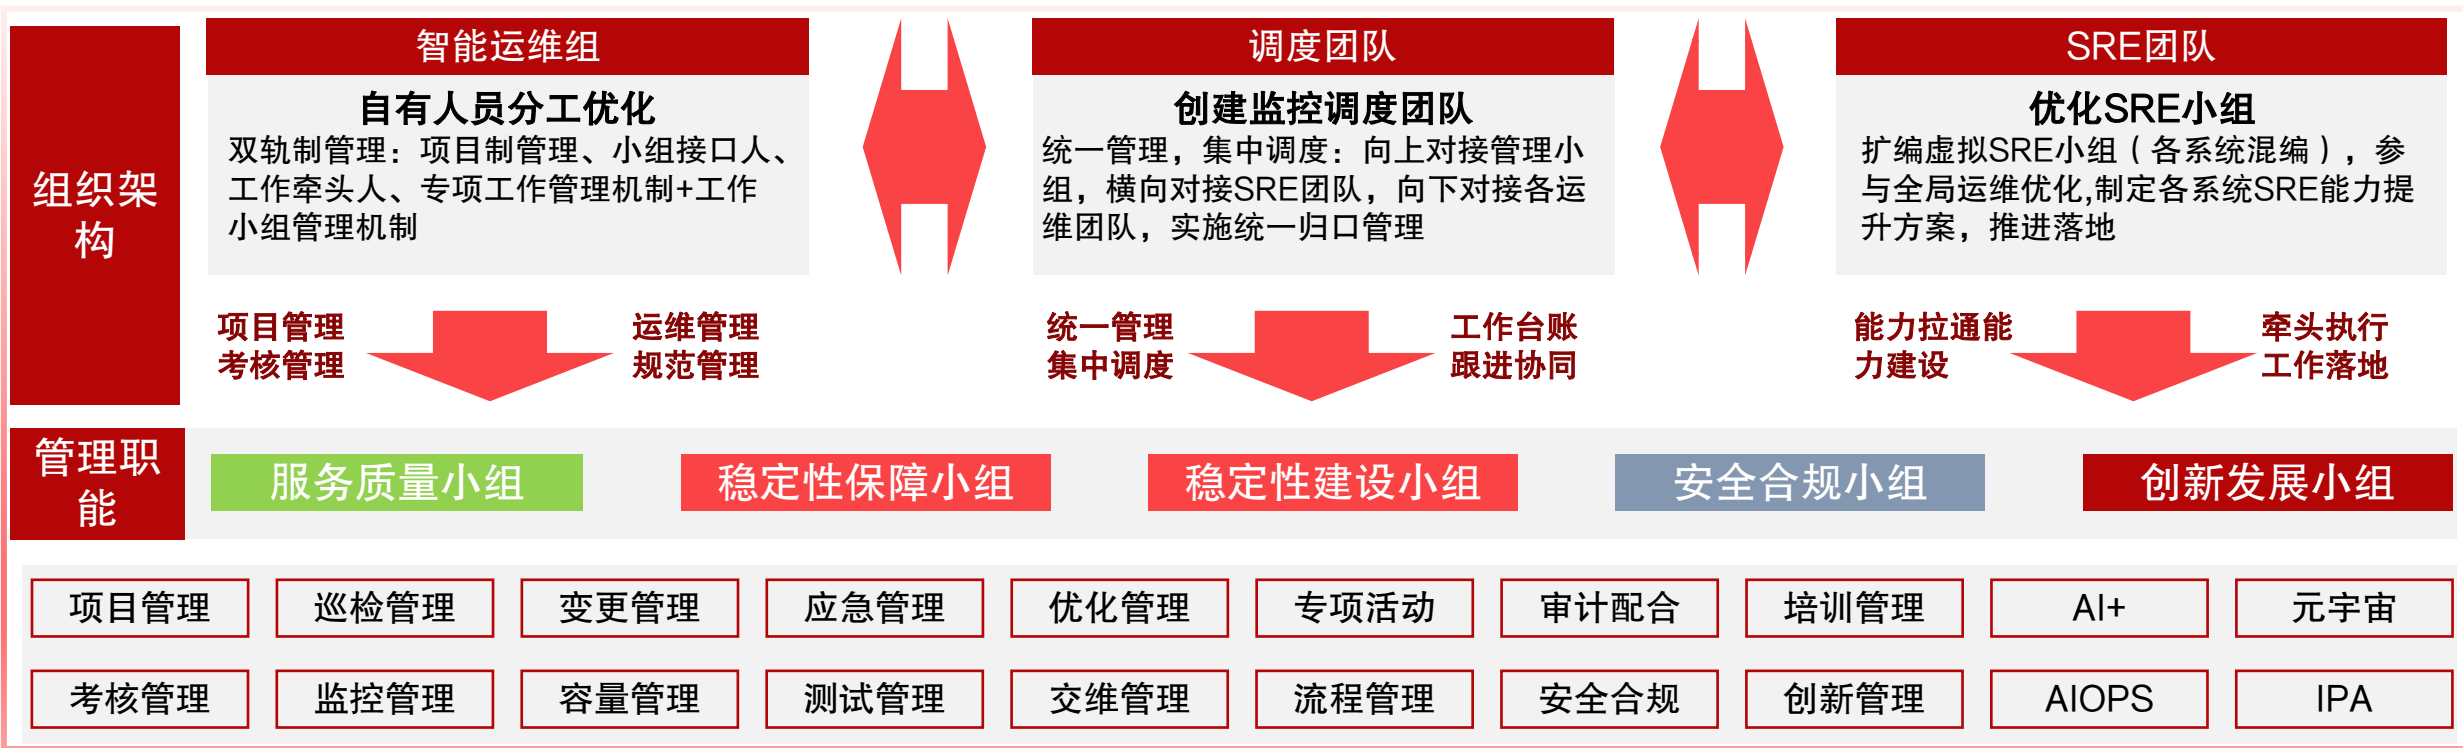 组织架
构
智能运维组
自有人员分工优化
双轨制管理：项目制管理、小组接口人、
工作牵头人、专项工作管理机制+工作
小组管理机制
调度团队
创建监控调度团队
统一管理，集中调度：向上对接管理小
组，横向对接SRE团队，向下对接各运
维团队，实施统一归口管理
SRE团队
优化SRE小组
扩编虚拟SRE小组（各系统混编），参
与全局运维优化,制定各系统SRE能力提
升方案，推进落地
项目管理
考核管理
运维管理
规范管理
统一管理
集中调度
工作台账
跟进协同
能力拉通能
力建设
牵头执行
工作落地
管理职
能
服务质量小组
稳定性保障小组
稳定性建设小组
安全合规小组
创新发展小组
项目管理
巡检管理
变更管理
应急管理
优化管理
专项活动
审计配合
培训管理
AI+
元宇宙
考核管理
监控管理
容量管理
测试管理
交维管理
流程管理
安全合规
创新管理
AIOPS
IPA